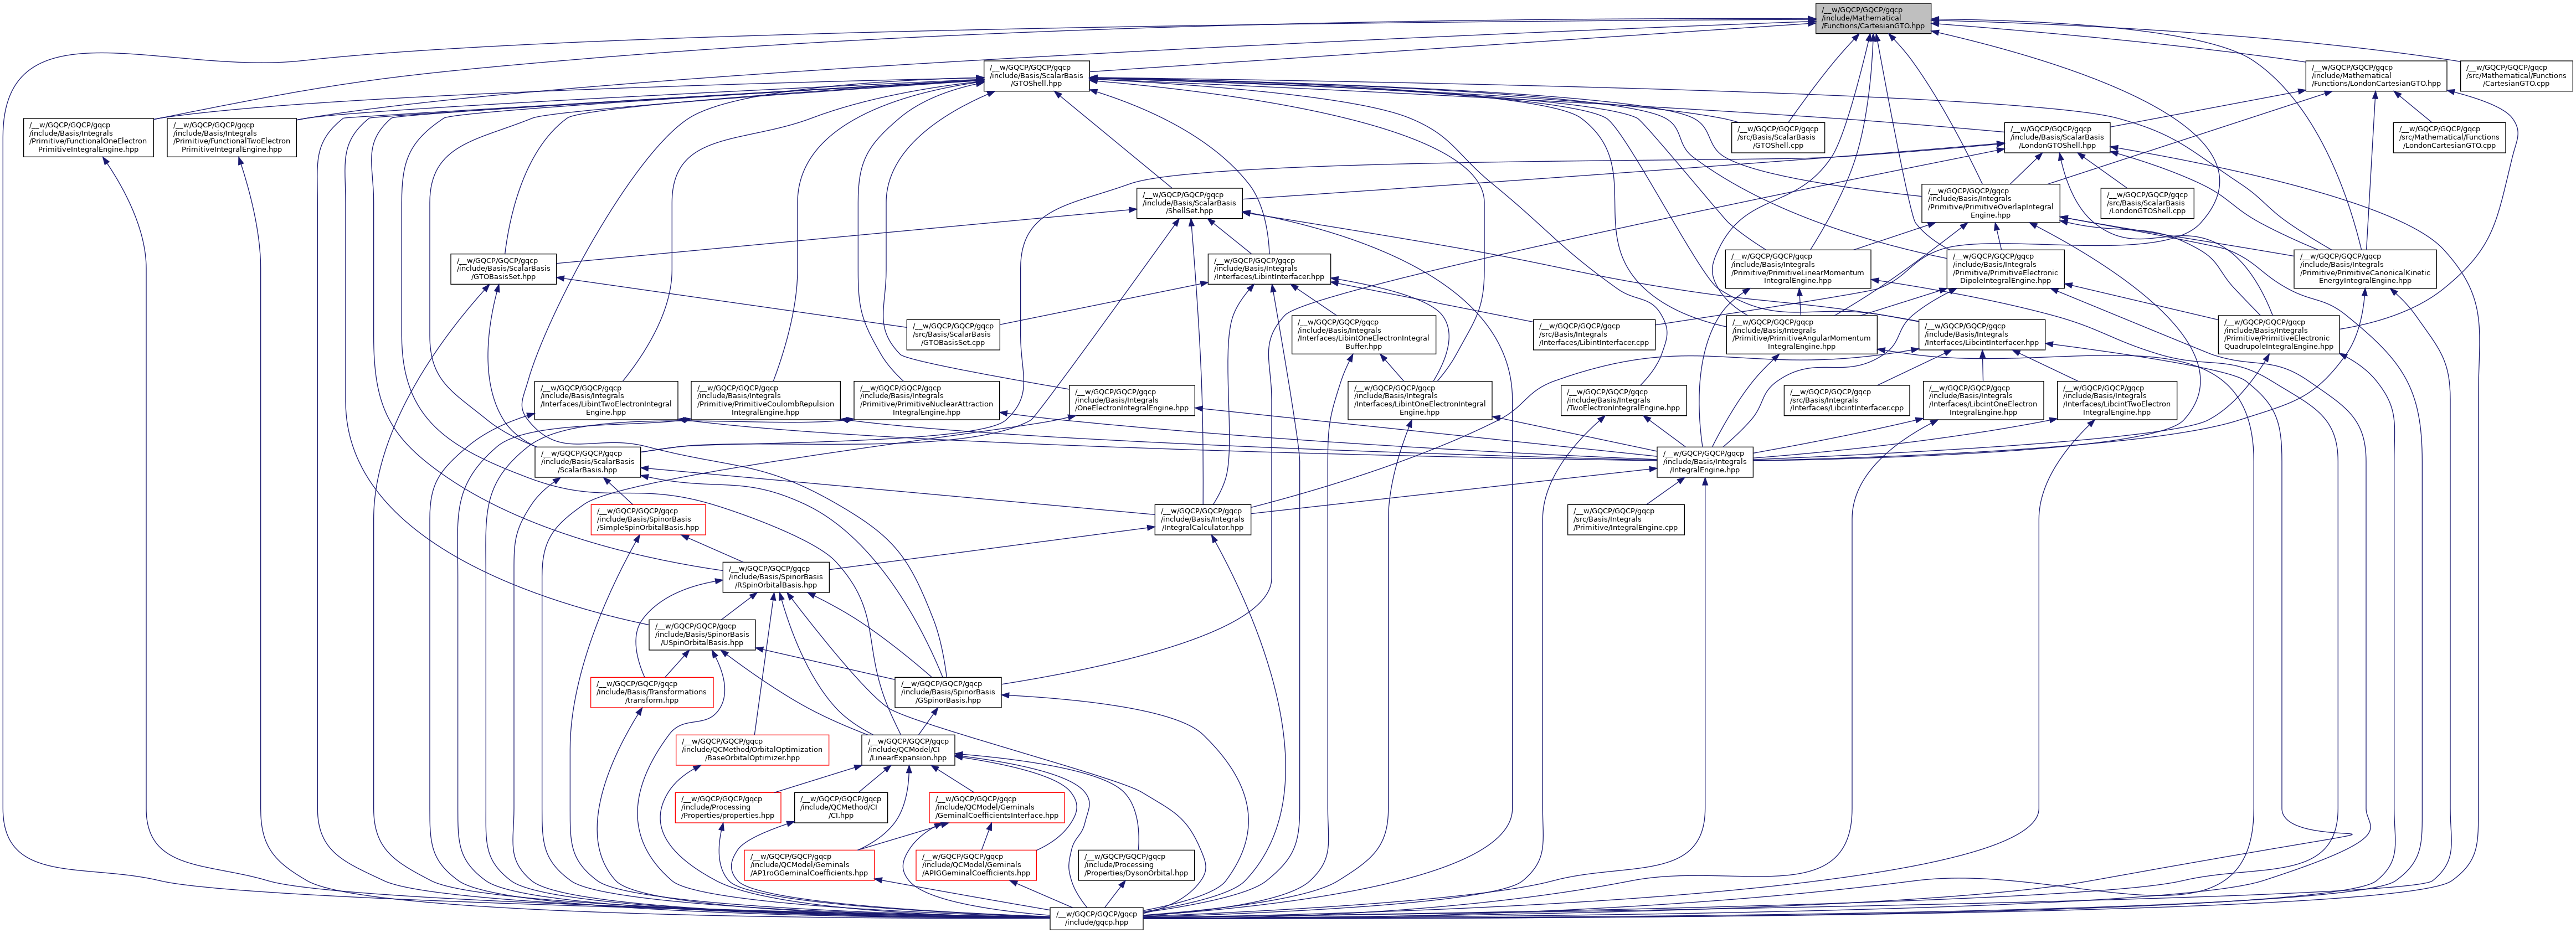 /__w/GQCP/GQCP/gqcp
/include/Mathematical
/Functions/CartesianGTO.hpp
/__w/GQCP/GQCP/gqcp
/include/Basis/ScalarBasis
/GTOShell.hpp
/__w/GQCP/GQCP/gqcp
/include/Mathematical
/Functions/LondonCartesianGTO.hpp
/__w/GQCP/GQCP/gqcp
/src/Mathematical/Functions
/CartesianGTO.cpp
/__w/GQCP/GQCP/gqcp
/include/Basis/Integrals
/Primitive/FunctionalOneElectron
PrimitiveIntegralEngine.hpp
/__w/GQCP/GQCP/gqcp
/include/Basis/Integrals
/Primitive/FunctionalTwoElectron
PrimitiveIntegralEngine.hpp
/__w/GQCP/GQCP/gqcp
/src/Basis/ScalarBasis
/GTOShell.cpp
/__w/GQCP/GQCP/gqcp
/include/Basis/ScalarBasis
/LondonGTOShell.hpp
/__w/GQCP/GQCP/gqcp
/src/Mathematical/Functions
/LondonCartesianGTO.cpp
/__w/GQCP/GQCP/gqcp
/include/Basis/ScalarBasis
/ShellSet.hpp
/__w/GQCP/GQCP/gqcp
/include/Basis/Integrals
/Primitive/PrimitiveOverlapIntegral
Engine.hpp
/__w/GQCP/GQCP/gqcp
/src/Basis/ScalarBasis
/LondonGTOShell.cpp
/__w/GQCP/GQCP/gqcp
/include/Basis/ScalarBasis
/GTOBasisSet.hpp
/__w/GQCP/GQCP/gqcp
/include/Basis/Integrals
/Interfaces/LibintInterfacer.hpp
/__w/GQCP/GQCP/gqcp
/include/Basis/Integrals
/Primitive/PrimitiveLinearMomentum
IntegralEngine.hpp
/__w/GQCP/GQCP/gqcp
/include/Basis/Integrals
/Primitive/PrimitiveElectronic
DipoleIntegralEngine.hpp
/__w/GQCP/GQCP/gqcp
/include/Basis/Integrals
/Primitive/PrimitiveCanonicalKinetic
EnergyIntegralEngine.hpp
/__w/GQCP/GQCP/gqcp
/src/Basis/ScalarBasis
/GTOBasisSet.cpp
/__w/GQCP/GQCP/gqcp
/include/Basis/Integrals
/Interfaces/LibintOneElectronIntegral
Buffer.hpp
/__w/GQCP/GQCP/gqcp
/src/Basis/Integrals
/Interfaces/LibintInterfacer.cpp
/__w/GQCP/GQCP/gqcp
/include/Basis/Integrals
/Primitive/PrimitiveAngularMomentum
IntegralEngine.hpp
/__w/GQCP/GQCP/gqcp
/include/Basis/Integrals
/Interfaces/LibcintInterfacer.hpp
/__w/GQCP/GQCP/gqcp
/include/Basis/Integrals
/Primitive/PrimitiveElectronic
QuadrupoleIntegralEngine.hpp
/__w/GQCP/GQCP/gqcp
/include/Basis/Integrals
/Interfaces/LibintTwoElectronIntegral
Engine.hpp
/__w/GQCP/GQCP/gqcp
/include/Basis/Integrals
/Primitive/PrimitiveCoulombRepulsion
IntegralEngine.hpp
/__w/GQCP/GQCP/gqcp
/include/Basis/Integrals
/Primitive/PrimitiveNuclearAttraction
IntegralEngine.hpp
/__w/GQCP/GQCP/gqcp
/include/Basis/Integrals
/OneElectronIntegralEngine.hpp
/__w/GQCP/GQCP/gqcp
/include/Basis/Integrals
/Interfaces/LibintOneElectronIntegral
Engine.hpp
/__w/GQCP/GQCP/gqcp
/include/Basis/Integrals
/TwoElectronIntegralEngine.hpp
/__w/GQCP/GQCP/gqcp
/src/Basis/Integrals
/Interfaces/LibcintInterfacer.cpp
/__w/GQCP/GQCP/gqcp
/include/Basis/Integrals
/Interfaces/LibcintOneElectron
IntegralEngine.hpp
/__w/GQCP/GQCP/gqcp
/include/Basis/Integrals
/Interfaces/LibcintTwoElectron
IntegralEngine.hpp
/__w/GQCP/GQCP/gqcp
/include/Basis/ScalarBasis
/ScalarBasis.hpp
/__w/GQCP/GQCP/gqcp
/include/Basis/Integrals
/IntegralEngine.hpp
/__w/GQCP/GQCP/gqcp
/include/Basis/SpinorBasis
/SimpleSpinOrbitalBasis.hpp
/__w/GQCP/GQCP/gqcp
/include/Basis/Integrals
/IntegralCalculator.hpp
/__w/GQCP/GQCP/gqcp
/src/Basis/Integrals
/Primitive/IntegralEngine.cpp
/__w/GQCP/GQCP/gqcp
/include/Basis/SpinorBasis
/RSpinOrbitalBasis.hpp
/__w/GQCP/GQCP/gqcp
/include/Basis/SpinorBasis
/USpinOrbitalBasis.hpp
/__w/GQCP/GQCP/gqcp
/include/Basis/Transformations
/transform.hpp
/__w/GQCP/GQCP/gqcp
/include/Basis/SpinorBasis
/GSpinorBasis.hpp
/__w/GQCP/GQCP/gqcp
/include/QCMethod/OrbitalOptimization
/BaseOrbitalOptimizer.hpp
/__w/GQCP/GQCP/gqcp
/include/QCModel/CI
/LinearExpansion.hpp
/__w/GQCP/GQCP/gqcp
/include/Processing
/Properties/properties.hpp
/__w/GQCP/GQCP/gqcp
/include/QCMethod/CI
/CI.hpp
/__w/GQCP/GQCP/gqcp
/include/QCModel/Geminals
/GeminalCoefficientsInterface.hpp
/__w/GQCP/GQCP/gqcp
/include/QCModel/Geminals
/AP1roGGeminalCoefficients.hpp
/__w/GQCP/GQCP/gqcp
/include/QCModel/Geminals
/APIGGeminalCoefficients.hpp
/__w/GQCP/GQCP/gqcp
/include/Processing
/Properties/DysonOrbital.hpp
/__w/GQCP/GQCP/gqcp
/include/gqcp.hpp